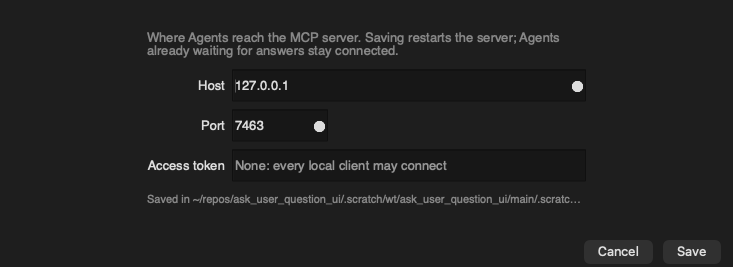 Where Agents reach the MCP server. Saving restarts the server; Agents
already waiting for answers stay connected.
Host 127.0.0.1
Port 7463
Access token None: every local client may connect
Saved in ~/repos/ask_user_question_ui/.scratch/wt/ask_user_question_ui/main/.scratc…
Cancel Save